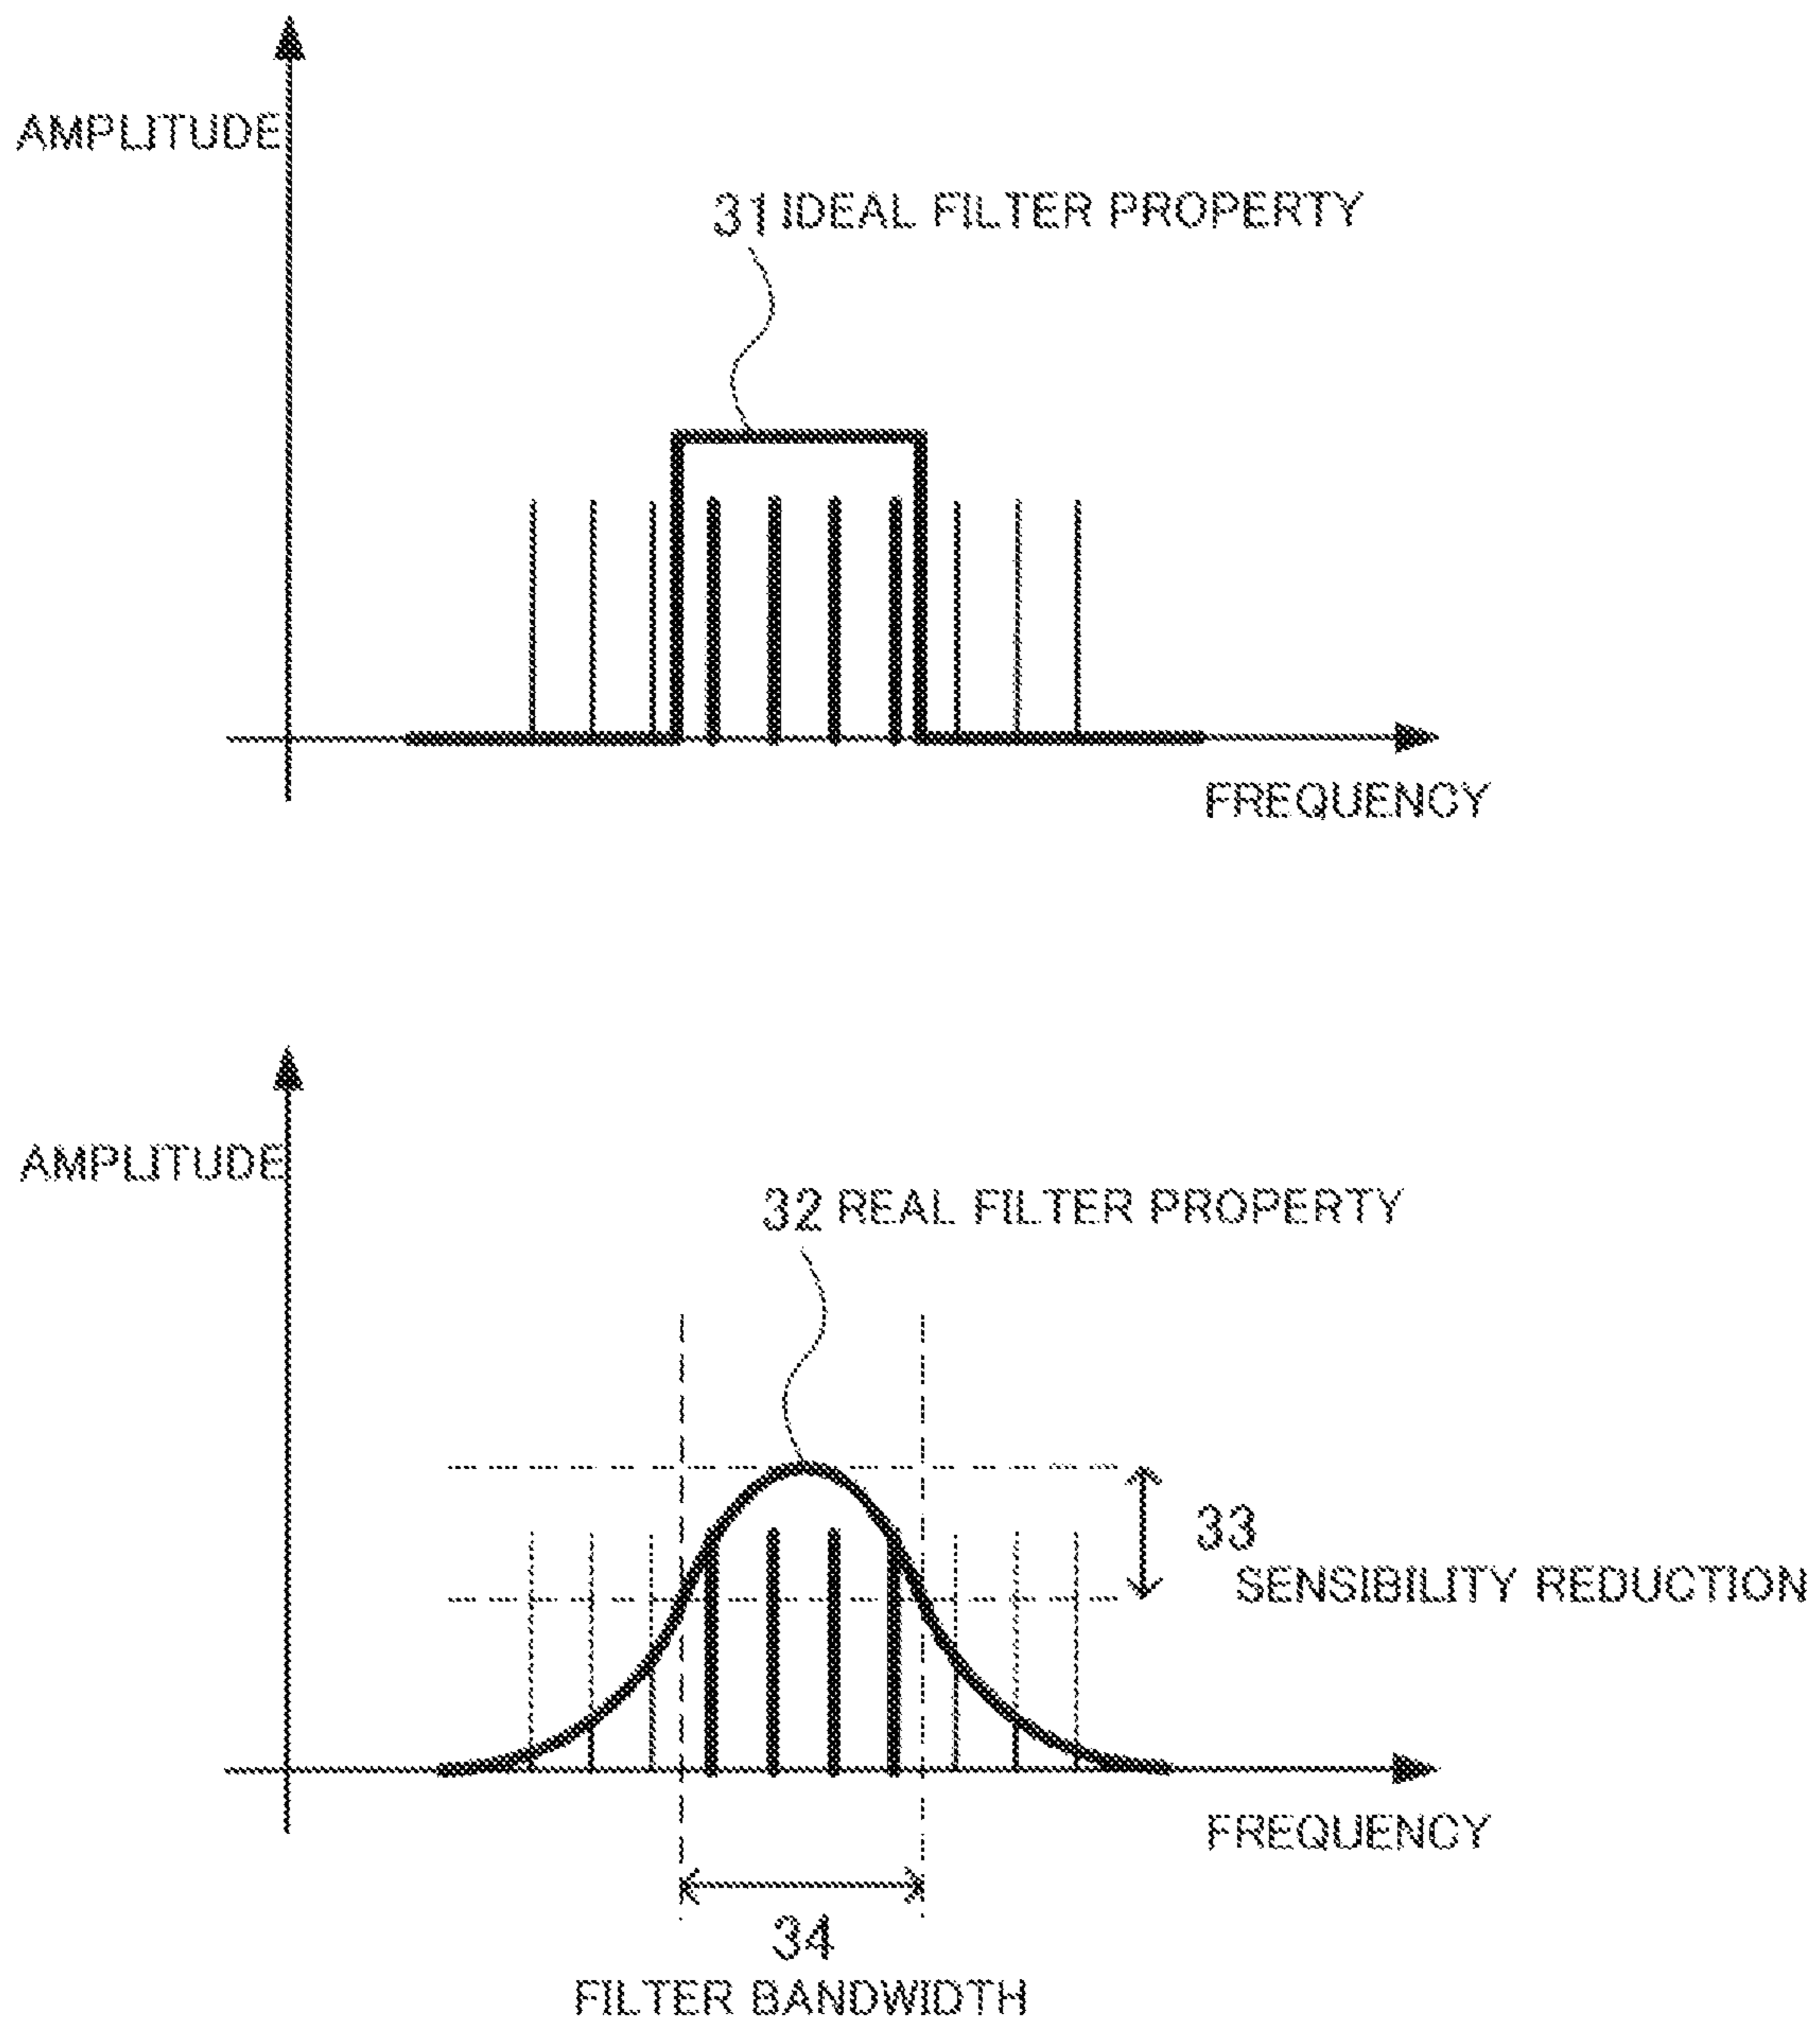 AMPLITUDE
31 IDEAL FILTER PROPERTY
FREQUENCY
AMPLITUDE
32 REAL FILTER PROPERTY
33
SENSIBILITY REDUCTION
FREQUENCY
34
FILTER BANDWIDTH